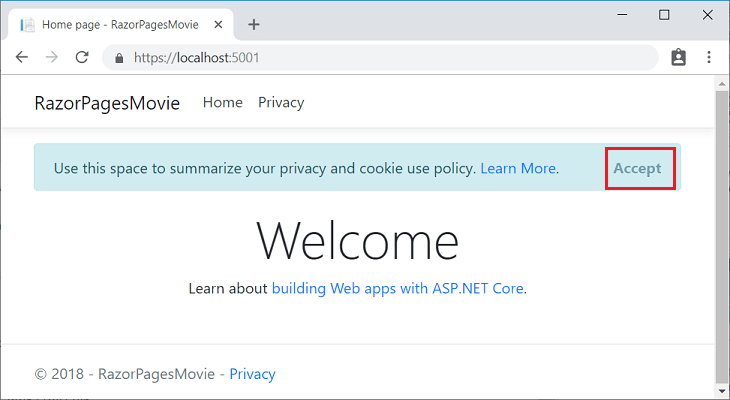 Home page - RazorPagesMovie
https://localhost:5001
RazorPagesMovie Home Privacy
Use this space to summarize your privacy and cookie use policy. Learn More. Accept
Welcome
Learn about building Web apps with ASP.NET Core.
© 2018 - RazorPagesMovie - Privacy